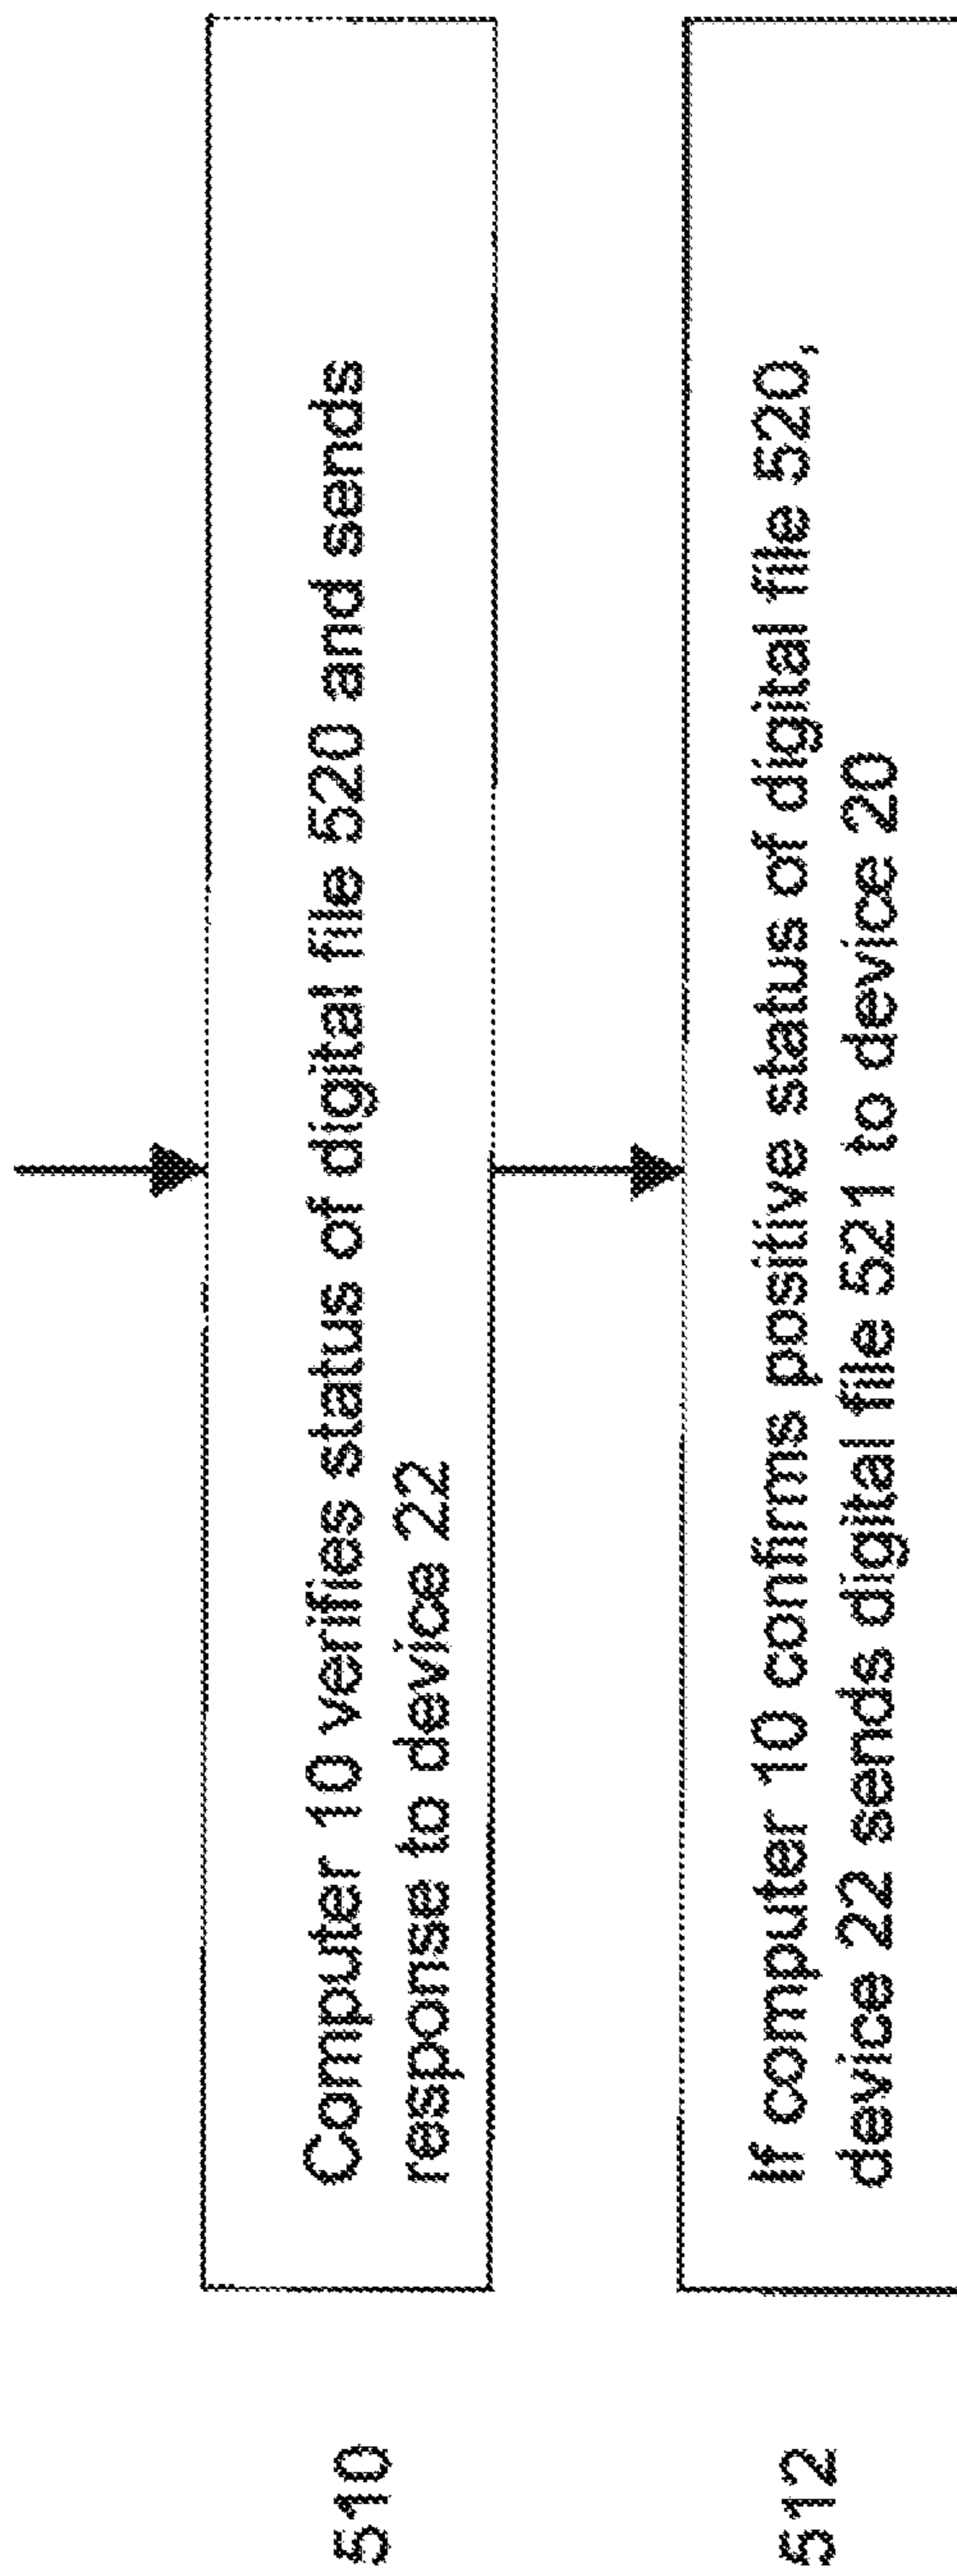 510
Computer 10 verifies status of digital file 520 and sends
response to device 22
512
If computer 10 confirms positive status of digital file 520,
device 22 sends digital file 521 to device 20